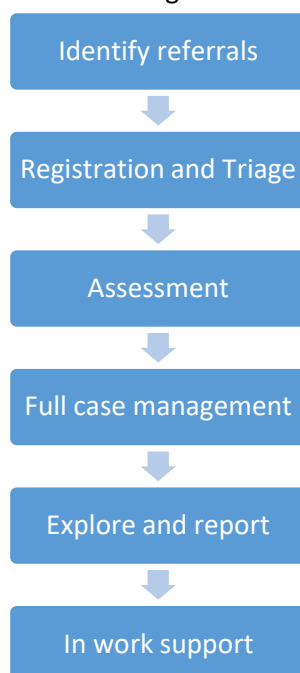 Identify referrals
Registration and Triage
Assessment
Full case management
Explore and report
In work support